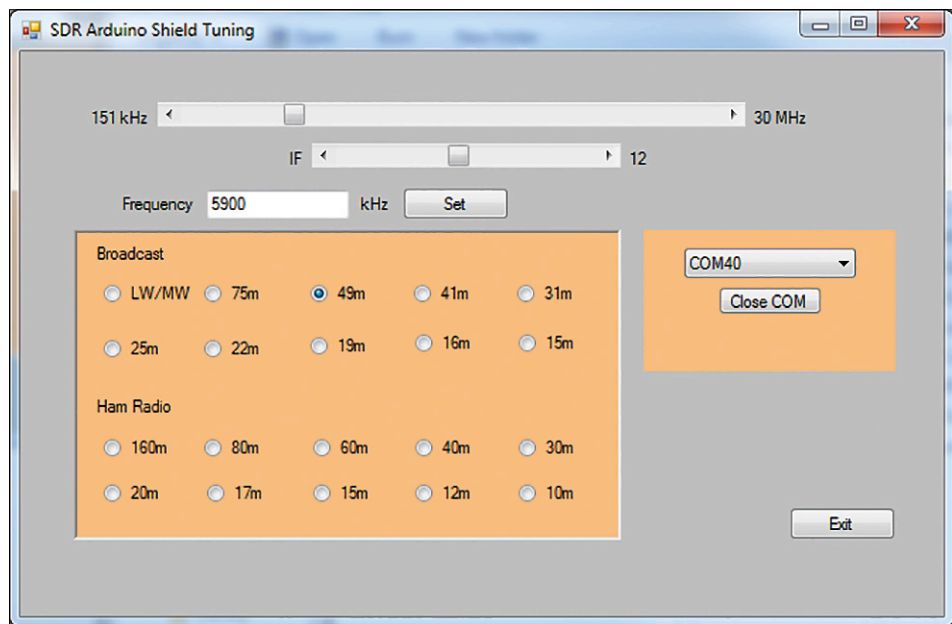 SDR Arduino Shield Tuning
151 kHz 30 MHz
IF 12
Frequency 5900 kHz Set
Broadcast
LW/MW 75m 49m 41m 31m
25m 22m 19m 16m 15m
Ham Radio
160m 80m 60m 40m 30m
20m 17m 15m 12m 10m
COM40
Close COM
Exit